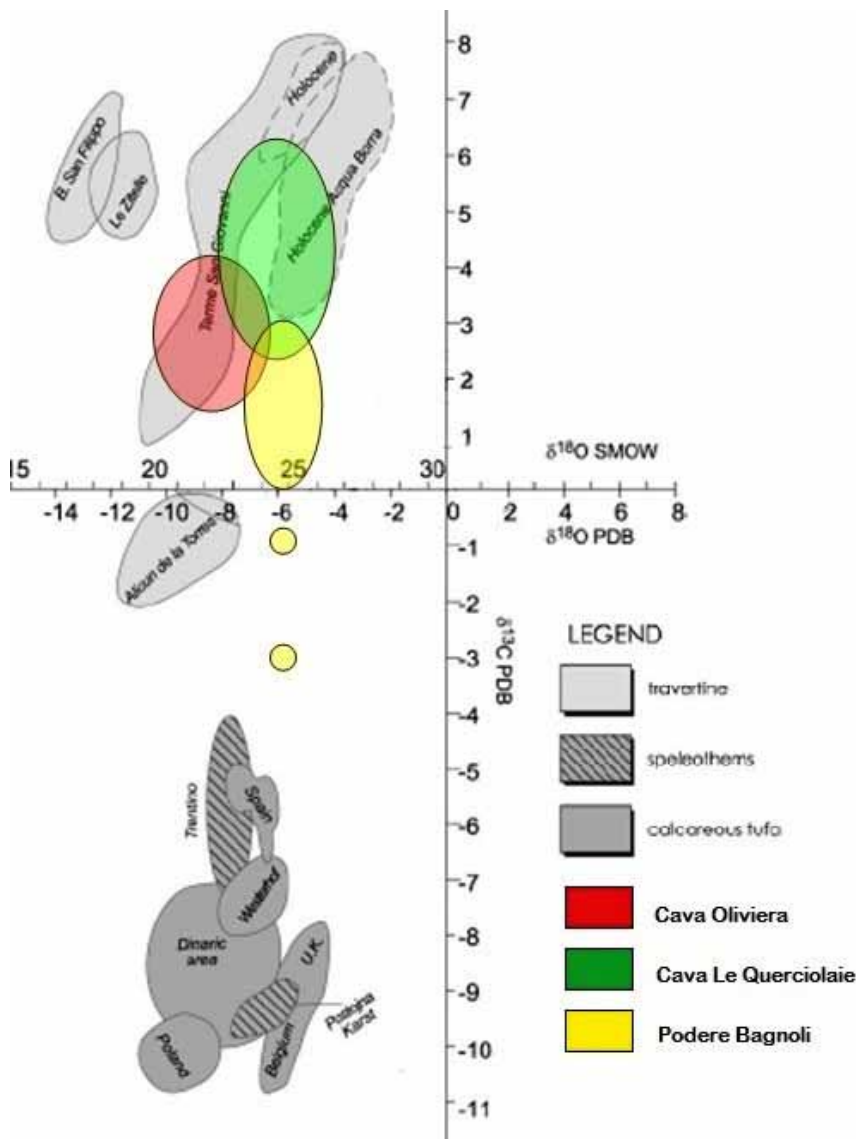 8
7
6
5
4
3
2
1
Holocene
B. San Filippo
Le Zitelle
Holocene Acqua Borra
Terme San Giovanni
15 20 25 30
δ18O SMOW
-14 -12 -10 -8 -6 -4 -2 0 2 4 6 8
δ18O PDB
Alicun de la Torres
-1
-2
-3
-4
-5
-6
-7
-8
-9
-10
-11
δ13C PDB
Trentino
Spain
Westerhof
Dinaric
area
U.K.
Postojna
Karst
Poland
Belgium
LEGEND
travertine
speleothems
calcareous tufa
Cava Oliviera
Cava Le Querciolaie
Podere Bagnoli